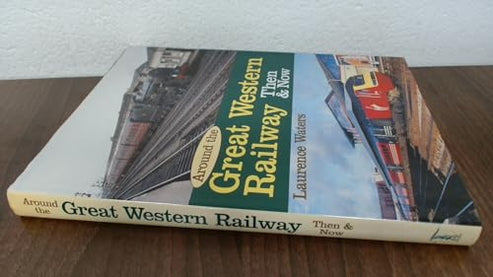 Around the
Great Western
Railway
Then
& Now
Laurence Waters
Around
the
Great Western Railway
Then &
Now